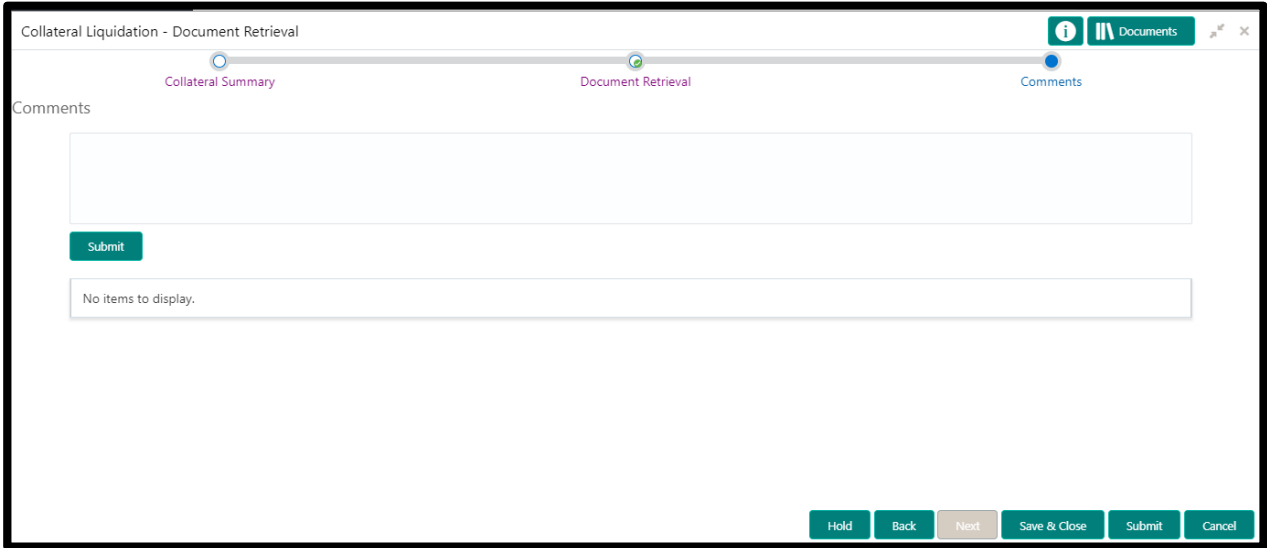 Collateral Liquidation - Document Retrieval
Documents
Collateral Summary
Document Retrieval
Comments
Comments
Submit
No items to display.
Hold
Back
Next
Save & Close
Submit
Cancel